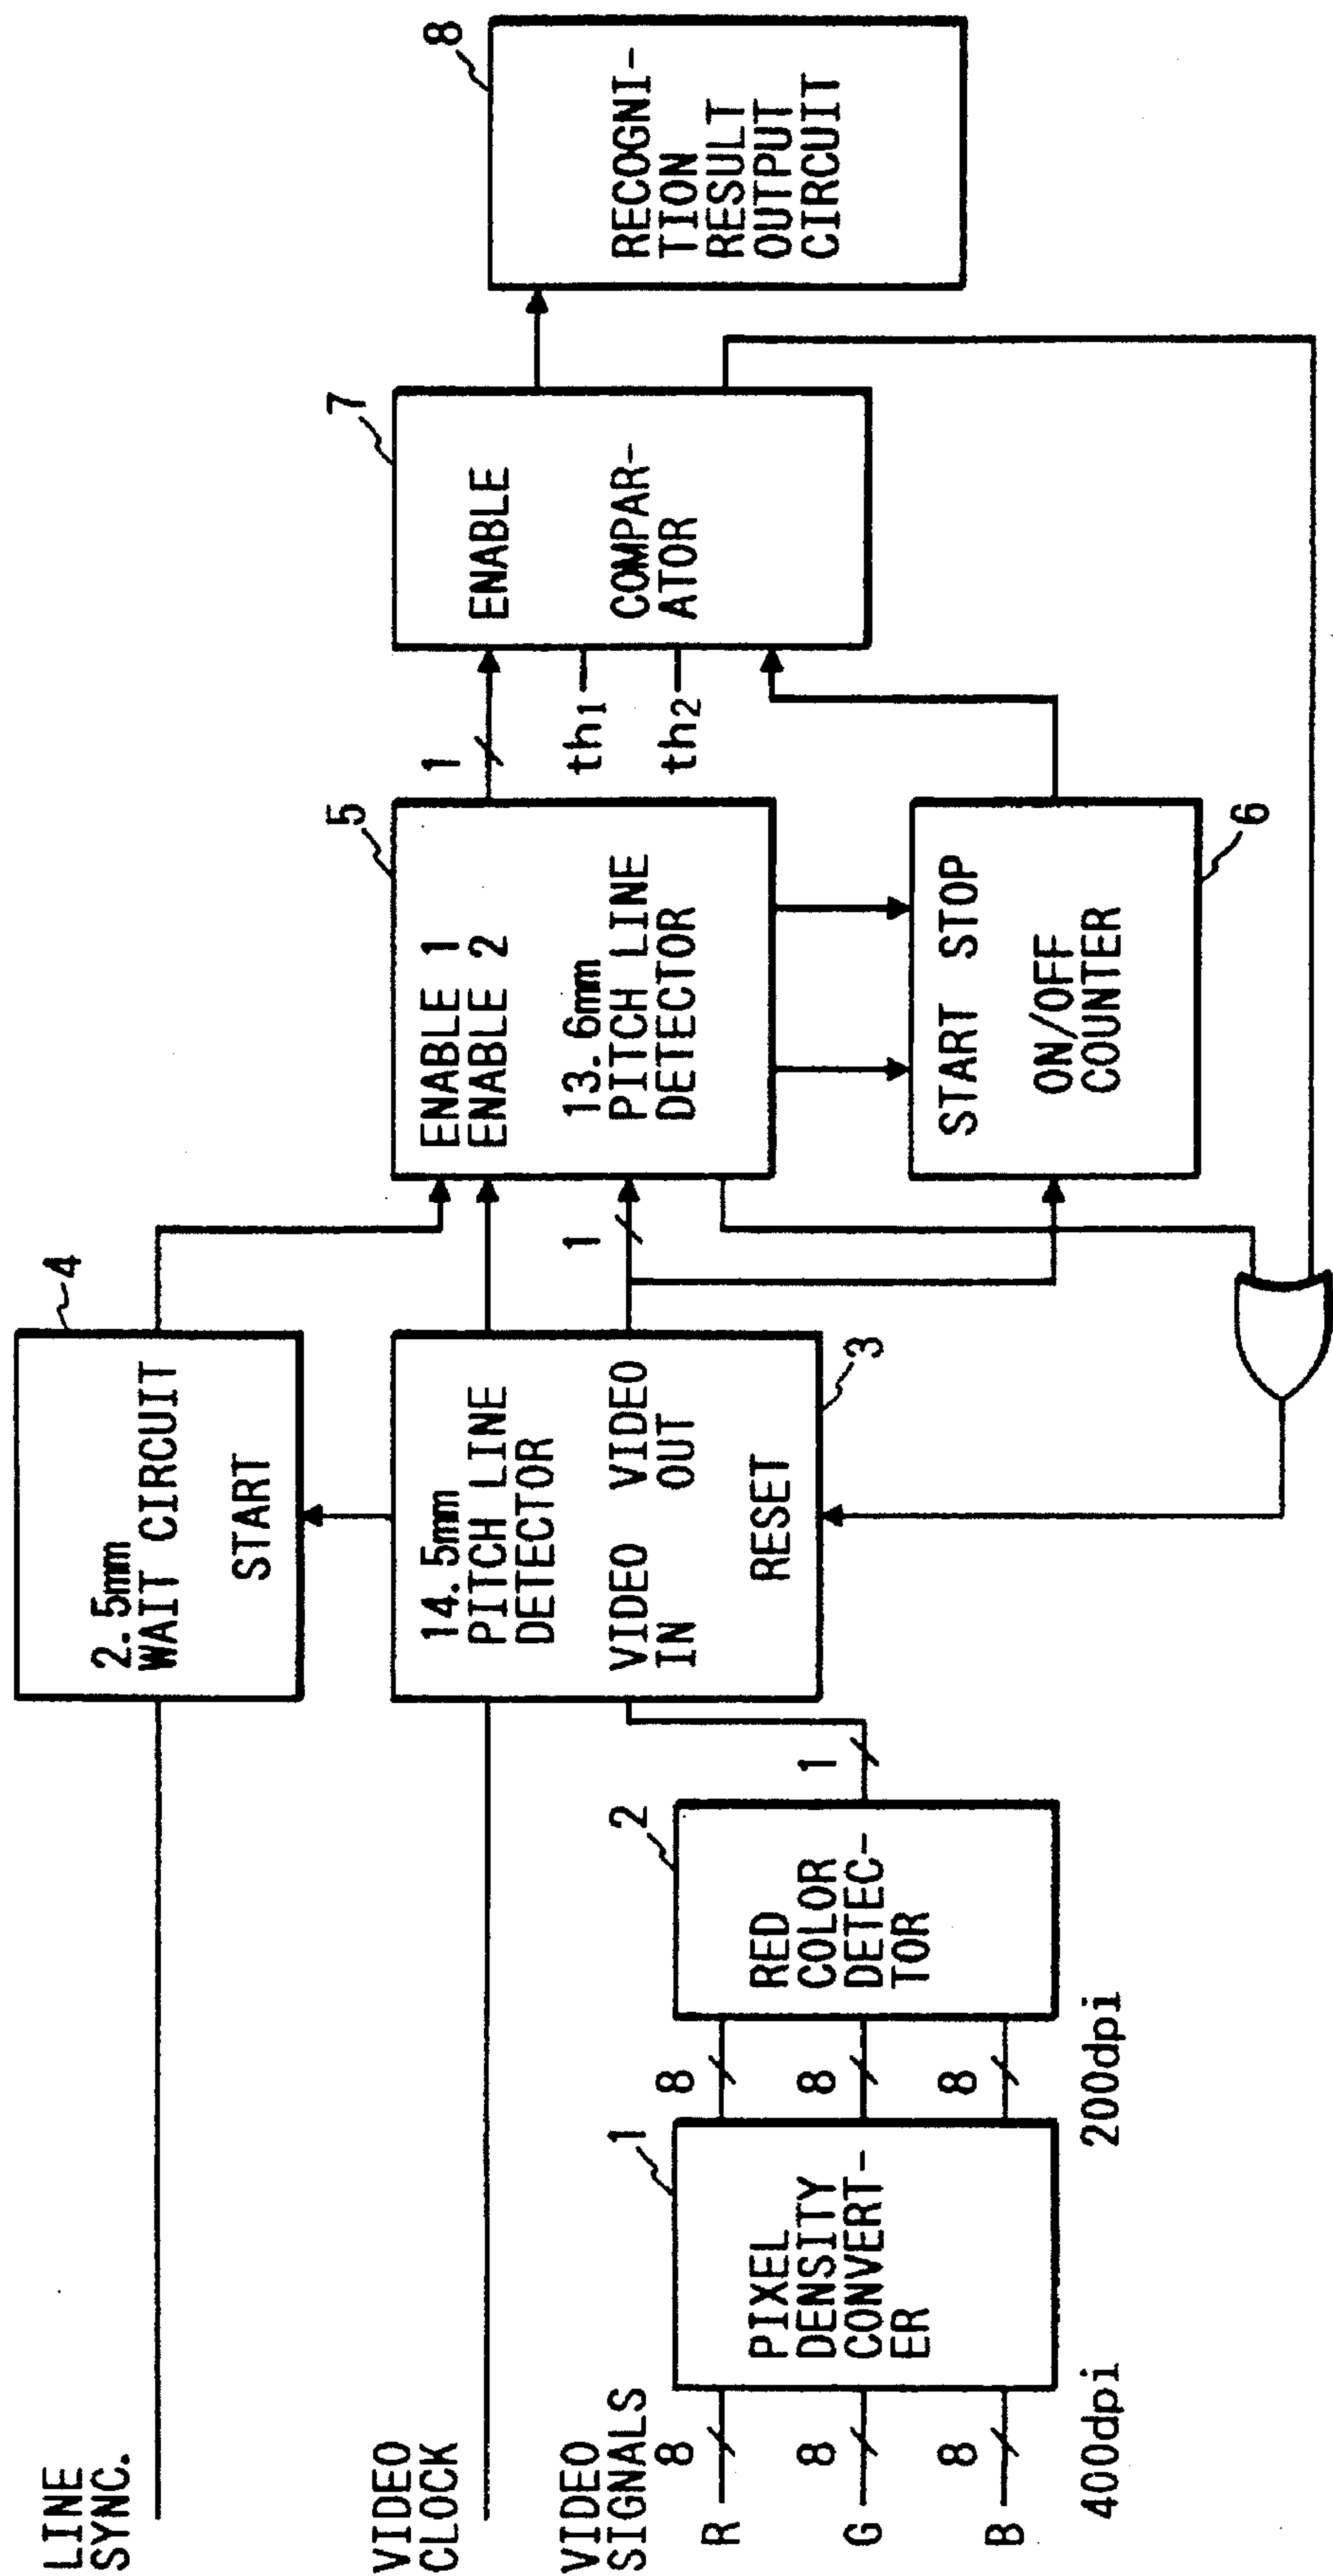 LINE
SYNC.
VIDEO
CLOCK
VIDEO
SIGNALS
R
8
G
8
B
8
400dpi
1
PIXEL
DENSITY
CONVERT-
ER
8
8
8
200dpi
2
RED
COLOR
DETEC-
TOR
1
4
2.5mm
WAIT CIRCUIT
START
3
14.5mm
PITCH LINE
DETECTOR
VIDEO VIDEO
IN OUT
RESET
1
5
ENABLE 1
ENABLE 2
13.6mm
PITCH LINE
DETECTOR
6
START STOP
ON/OFF
COUNTER
1
th1
th2
7
ENABLE
COMPAR-
ATOR
8
RECOGNI-
TION
RESULT
OUTPUT
CIRCUIT